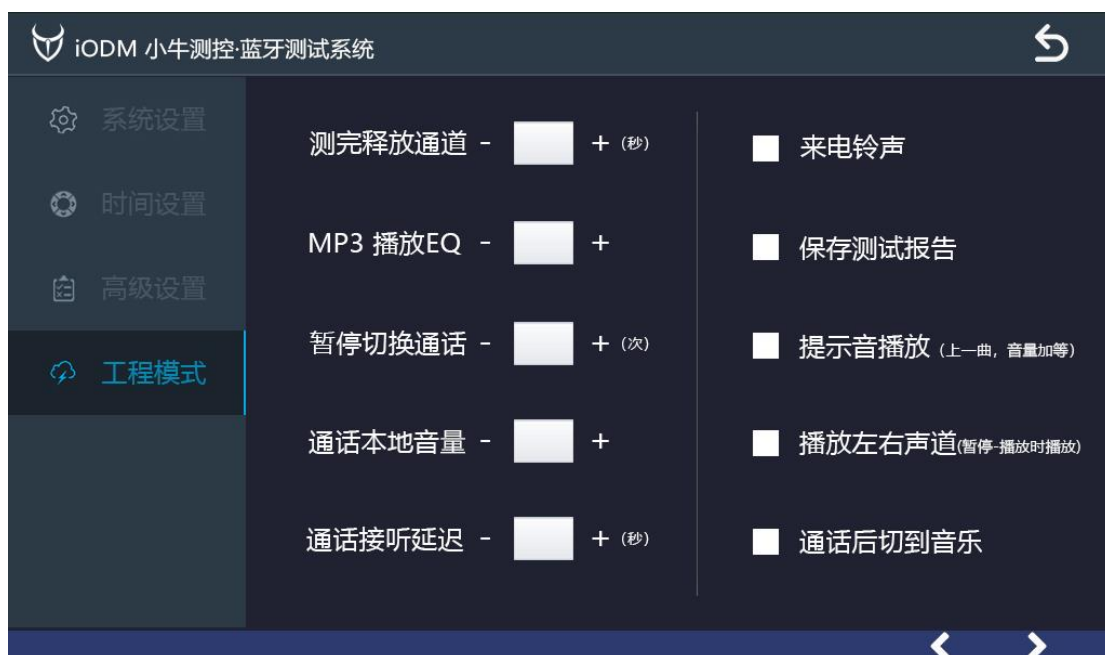 iODM 小牛测控·蓝牙测试系统
系统设置
时间设置
高级设置
工程模式
测完释放通道 - + (秒)
MP3 播放EQ - +
暂停切换通话 - + (次)
通话本地音量 - +
通话接听延迟 - + (秒)
来电铃声
保存测试报告
提示音播放 (上一曲, 音量加等)
播放左右声道(暂停-播放时播放)
通话后切到音乐